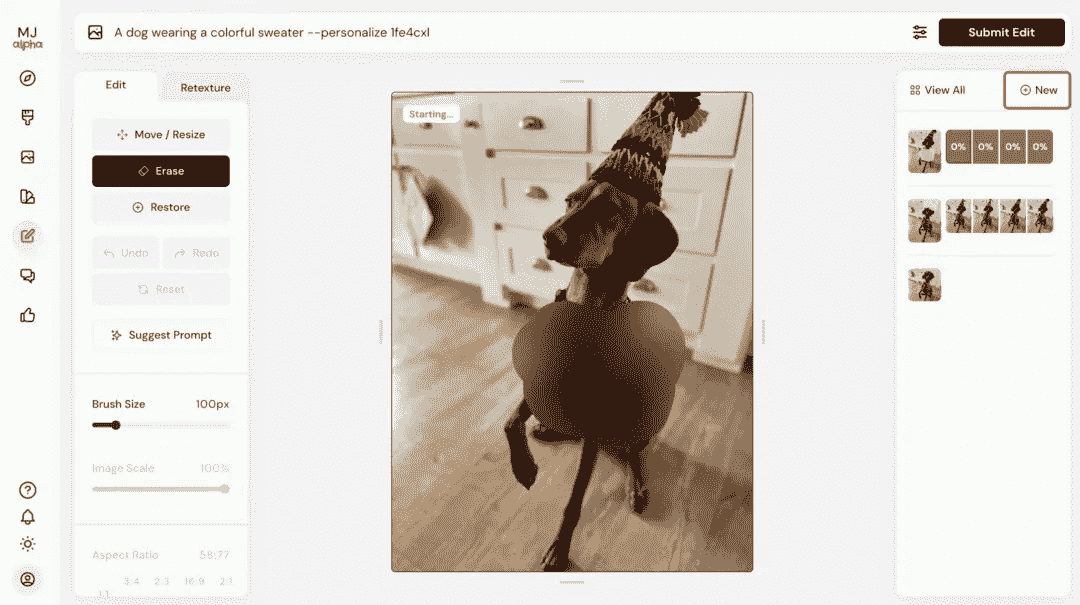 MJ
alpha
A dog wearing a colorful sweater --personalize 1fe4cxl
Submit Edit
Edit
Retexture
Move / Resize
Erase
Restore
Undo
Redo
Reset
Suggest Prompt
Brush Size
100px
Image Scale
100%
Aspect Ratio
58:77
3:4
2:3
16:9
2:1
1:1
Starting...
View All
New
0%
0%
0%
0%